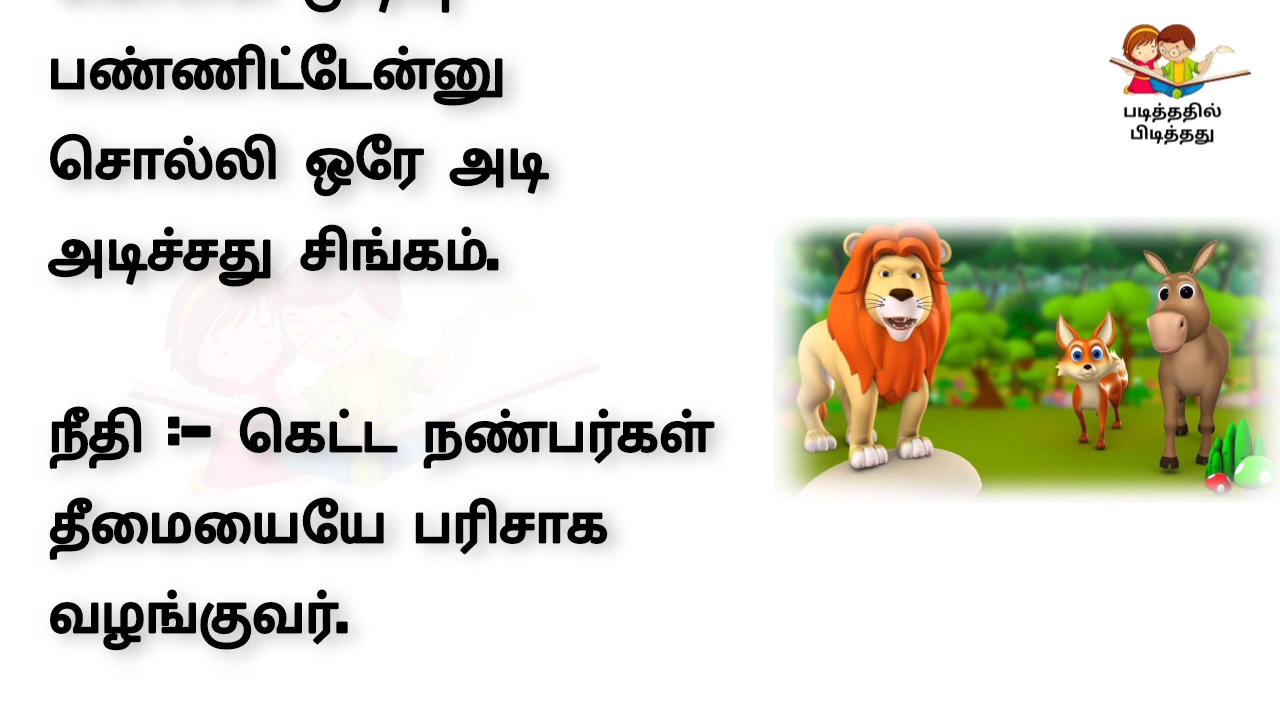 பண்ணிட்டேன்னு
சொல்லி ஒரே அடி
அடிச்சது சிங்கம்.
நீதி :- கெட்ட நண்பர்கள்
தீமையையே பரிசாக
வழங்குவர்.
படித்ததில்
பிடித்தது